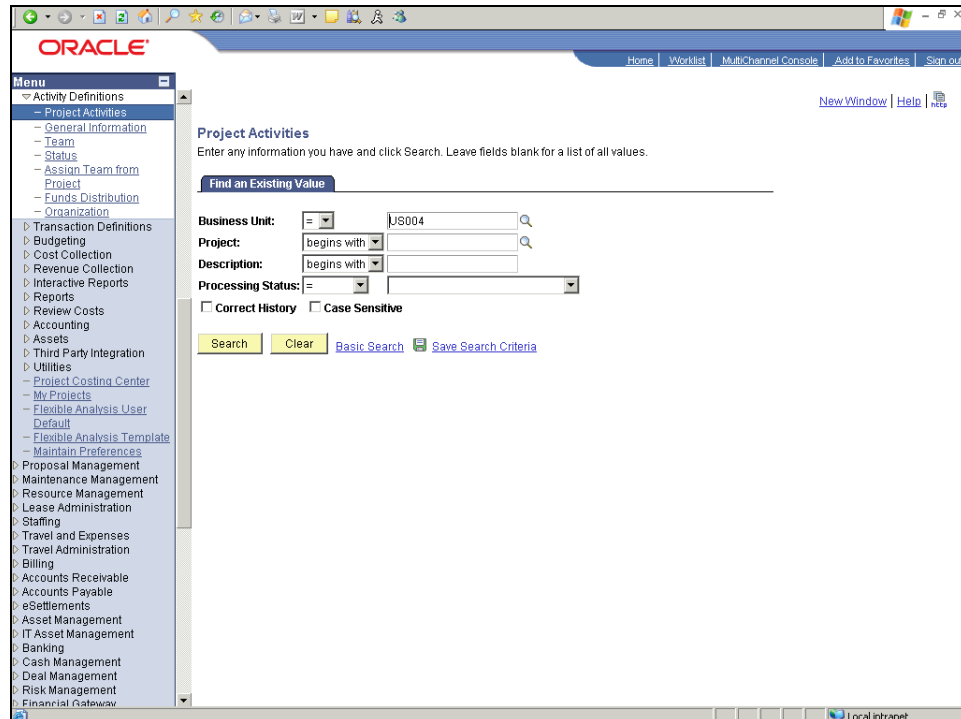 ORACLE
Home | Worklist | MultiChannel Console | Add to Favorites | Sign out
Menu
Activity Definitions
– Project Activities
– General Information
– Team
– Status
– Assign Team from
Project
– Funds Distribution
– Organization
Transaction Definitions
Budgeting
Cost Collection
Revenue Collection
Interactive Reports
Reports
Review Costs
Accounting
Assets
Third Party Integration
Utilities
– Project Costing Center
– My Projects
– Flexible Analysis User
Default
– Flexible Analysis Template
– Maintain Preferences
Proposal Management
Maintenance Management
Resource Management
Lease Administration
Staffing
Travel and Expenses
Travel Administration
Billing
Accounts Receivable
Accounts Payable
eSettlements
Asset Management
IT Asset Management
Banking
Cash Management
Deal Management
Risk Management
Financial Gateway
New Window | Help | http
Project Activities
Enter any information you have and click Search. Leave fields blank for a list of all values.
Find an Existing Value
Business Unit: = US004
Project: begins with
Description: begins with
Processing Status: =
Correct History Case Sensitive
Search Clear Basic Search Save Search Criteria
Local intranet